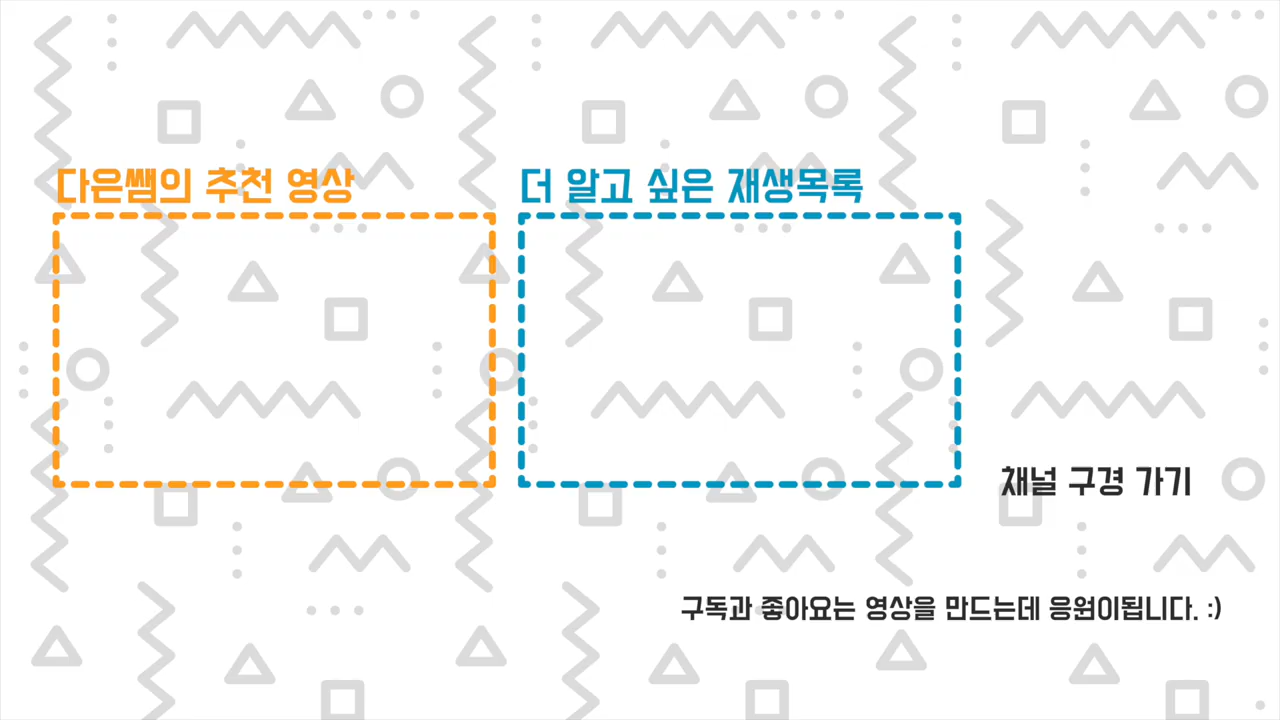 다은쌤의 추천 영상
더 알고 싶은 재생목록
채널 구경 가기
구독과 좋아요는 영상을 만드는데 응원이됩니다. :)